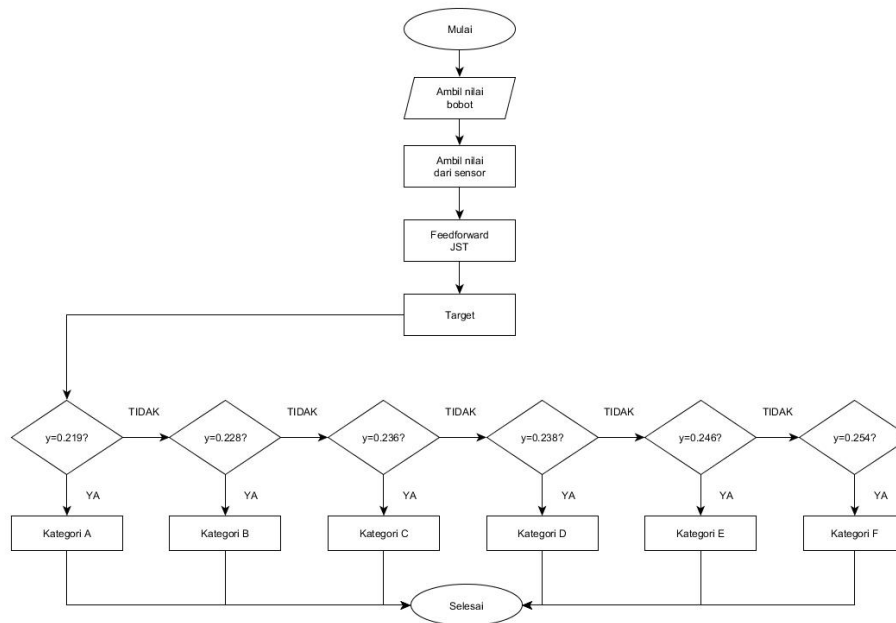 Mulai
Ambil nilai
bobot
Ambil nilai
dari sensor
Feedforward
JST
Target
TIDAK
TIDAK
TIDAK
TIDAK
TIDAK
y=0.219?
y=0.228?
y=0.236?
y=0.238?
y=0.246?
y=0.254?
YA
YA
YA
YA
YA
YA
Kategori A
Kategori B
Kategori C
Kategori D
Kategori E
Kategori F
Selesai